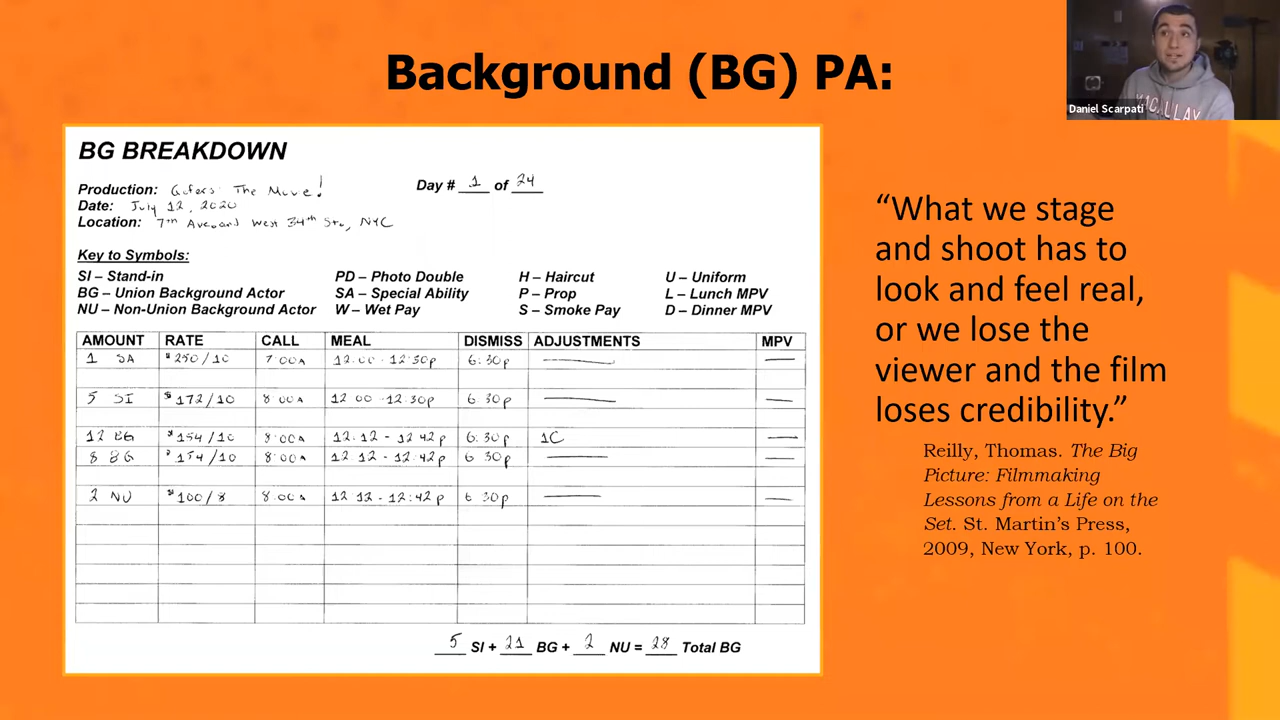 Background (BG) PA:
Daniel Scarpati
MACALLAY
BG BREAKDOWN
Production: Gofers: The Movie!
Day # 1 of 24
Date: July 12, 2020
Location: 7th Ave. and West 34th St., NYC
Key to Symbols:
SI – Stand-in PD – Photo Double H – Haircut U – Uniform
BG – Union Background Actor SA – Special Ability P – Prop L – Lunch MPV
NU – Non-Union Background Actor W – Wet Pay S – Smoke Pay D – Dinner MPV
AMOUNT RATE CALL MEAL DISMISS ADJUSTMENTS MPV
1 SA $250/10 7:00A 12:00 - 12:30p 6:30p
5 SI $172/10 8:00A 12:00 - 12:30p 6:30p
12 BG $154/10 8:00A 12:12 - 12:42p 6:30p 1C
8 BG $154/10 8:00A 12:12 - 12:42p 6:30p
2 NU $100/8 8:00A 12:12 - 12:42p 6:30p
5 SI + 21 BG + 2 NU = 28 Total BG
“What we stage
and shoot has to
look and feel real,
or we lose the
viewer and the film
loses credibility.”
Reilly, Thomas. The Big
Picture: Filmmaking
Lessons from a Life on the
Set. St. Martin’s Press,
2009, New York, p. 100.